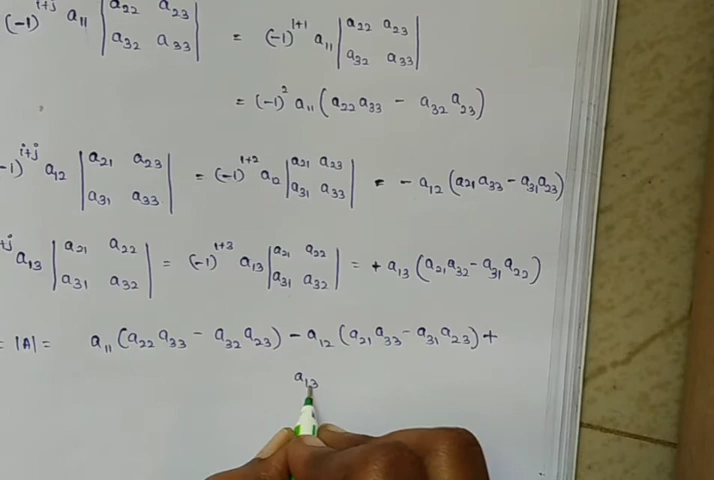 (-1)^{i+j} a11 | a22 a23 | = (-1)^{1+1} a11 | a22 a23 |
| a32 a33 | | a32 a33 |
= (-1)^2 a11 (a22 a33 - a32 a23)
-1)^{i+j} a12 | a21 a23 | = (-1)^{1+2} a12 | a21 a23 | = - a12 (a21 a33 - a31 a23)
| a31 a33 | | a31 a33 |
+j a13 | a21 a22 | = (-1)^{1+3} a13 | a21 a22 | = + a13 (a21 a32 - a31 a22)
| a31 a32 | | a31 a32 |
= |A| = a11 (a22 a33 - a32 a23) - a12 (a21 a33 - a31 a23) +
a13